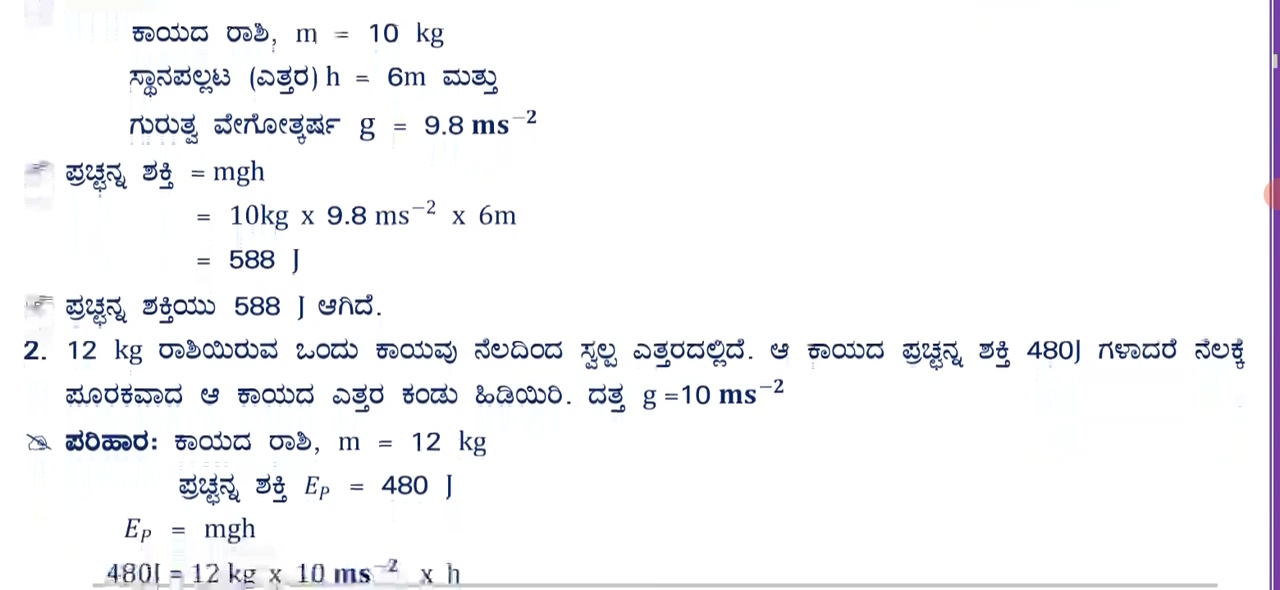 ಕಾಯದ ರಾಶಿ, m = 10 kg
ಸ್ಥಾನಪಲ್ಲಟ (ಎತ್ತರ) h = 6m ಮತ್ತು
ಗುರುತ್ವ ವೇಗೋತ್ಕರ್ಷ g = 9.8 ms⁻²
ಪ್ರಚ್ಛನ್ನ ಶಕ್ತಿ = mgh
= 10kg x 9.8 ms⁻² x 6m
= 588 J
ಪ್ರಚ್ಛನ್ನ ಶಕ್ತಿಯು 588 J ಆಗಿದೆ.
2. 12 kg ರಾಶಿಯಿರುವ ಒಂದು ಕಾಯವು ನೆಲದಿಂದ ಸ್ವಲ್ಪ ಎತ್ತರದಲ್ಲಿದೆ. ಆ ಕಾಯದ ಪ್ರಚ್ಛನ್ನ ಶಕ್ತಿ 480J ಗಳಾದರೆ ನೆಲಕ್ಕೆ
ಪೂರಕವಾದ ಆ ಕಾಯದ ಎತ್ತರ ಕಂಡು ಹಿಡಿಯಿರಿ. ದತ್ತ g =10 ms⁻²
ಪರಿಹಾರ: ಕಾಯದ ರಾಶಿ, m = 12 kg
ಪ್ರಚ್ಛನ್ನ ಶಕ್ತಿ Eₚ = 480 J
Eₚ = mgh
480J = 12 kg x 10 ms⁻² x h